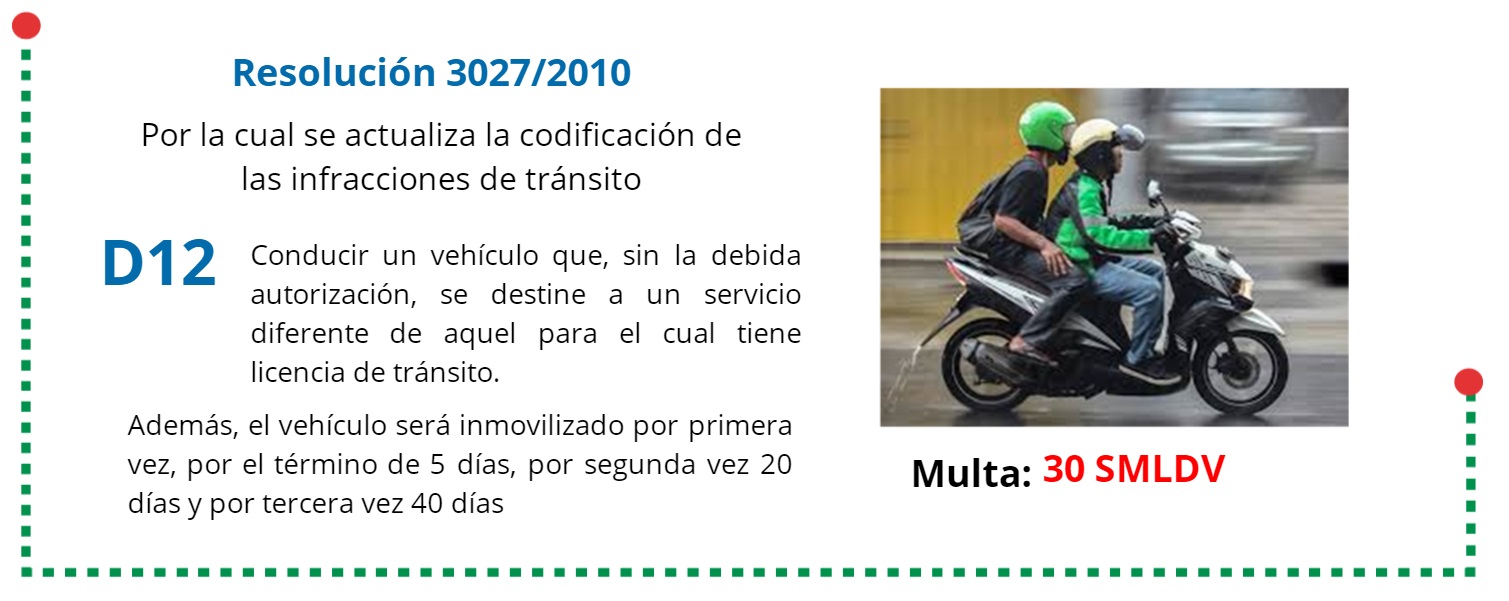 Resolución 3027/2010
Por la cual se actualiza la codificación de
las infracciones de tránsito
D12
Conducir un vehículo que, sin la debida
autorización, se destine a un servicio
diferente de aquel para el cual tiene
licencia de tránsito.
Además, el vehículo será inmovilizado por primera
vez, por el término de 5 días, por segunda vez 20
días y por tercera vez 40 días
Multa: 30 SMLDV